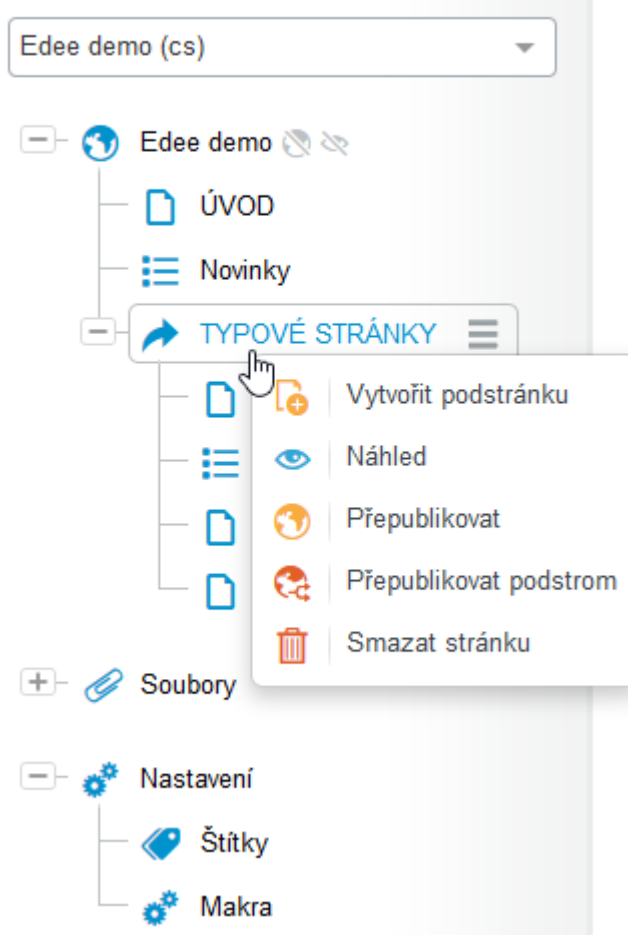 Edee demo (cs)
Edee demo
ÚVOD
Novinky
TYPOVÉ STRÁNKY
Vytvořit podstránku
Náhled
Přepublikovat
Přepublikovat podstrom
Smazat stránku
Soubory
Nastavení
Štítky
Makra